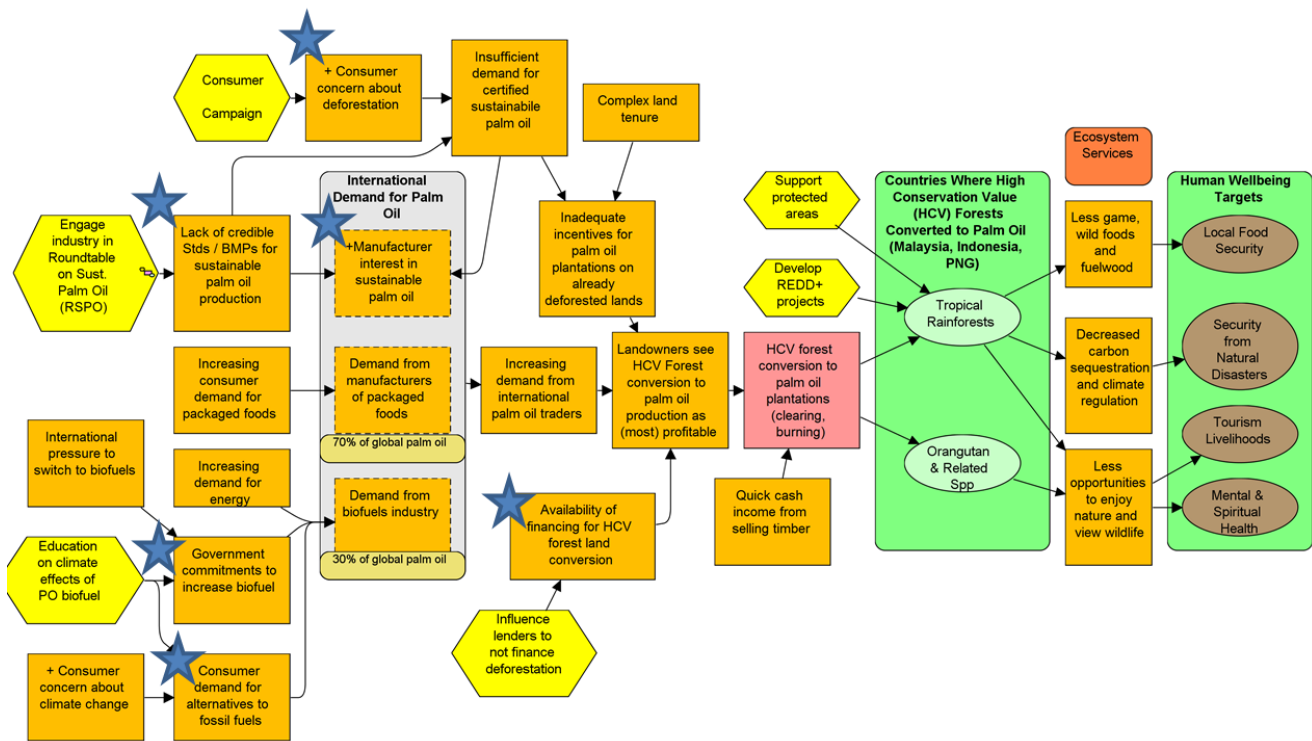 Consumer
Campaign
+ Consumer
concern about
deforestation
Insufficient
demand for
certified
sustainabile
palm oil
Complex land
tenure
Engage
industry in
Roundtable
on Sust.
Palm Oil
(RSPO)
Lack of credible
Stds / BMPs for
sustainable
palm oil
production
International
Demand for Palm
Oil
+Manufacturer
interest in
sustainable
palm oil
Inadequate
incentives for
palm oil
plantations on
already
deforested lands
Support
protected
areas
Develop
REDD+
projects
Countries Where High
Conservation Value
(HCV) Forests
Converted to Palm Oil
(Malaysia, Indonesia,
PNG)
Tropical
Rainforests
Ecosystem
Services
Less game,
wild foods
and
fuelwood
Human Wellbeing
Targets
Local Food
Security
Increasing
consumer
demand for
packaged foods
Demand from
manufacturers
of packaged
foods
70% of global palm oil
Increasing
demand from
international
palm oil traders
Landowners see
HCV Forest
conversion to
palm oil
production as
(most) profitable
HCV forest
conversion to
palm oil
plantations
(clearing,
burning)
Decreased
carbon
sequestration
and climate
regulation
Security
from
Natural
Disasters
International
pressure to
switch to biofuels
Increasing
demand for
energy
Demand from
biofuels industry
30% of global palm oil
Availability of
financing for HCV
forest land
conversion
Quick cash
income from
selling timber
Orangutan
& Related
Spp
Less
opportunities
to enjoy
nature and
view wildlife
Tourism
Livelihoods
Mental &
Spiritual
Health
Education
on climate
effects of
PO biofuel
Government
commitments to
increase biofuel
Influence
lenders to
not finance
deforestation
+ Consumer
concern about
climate change
Consumer
demand for
alternatives to
fossil fuels